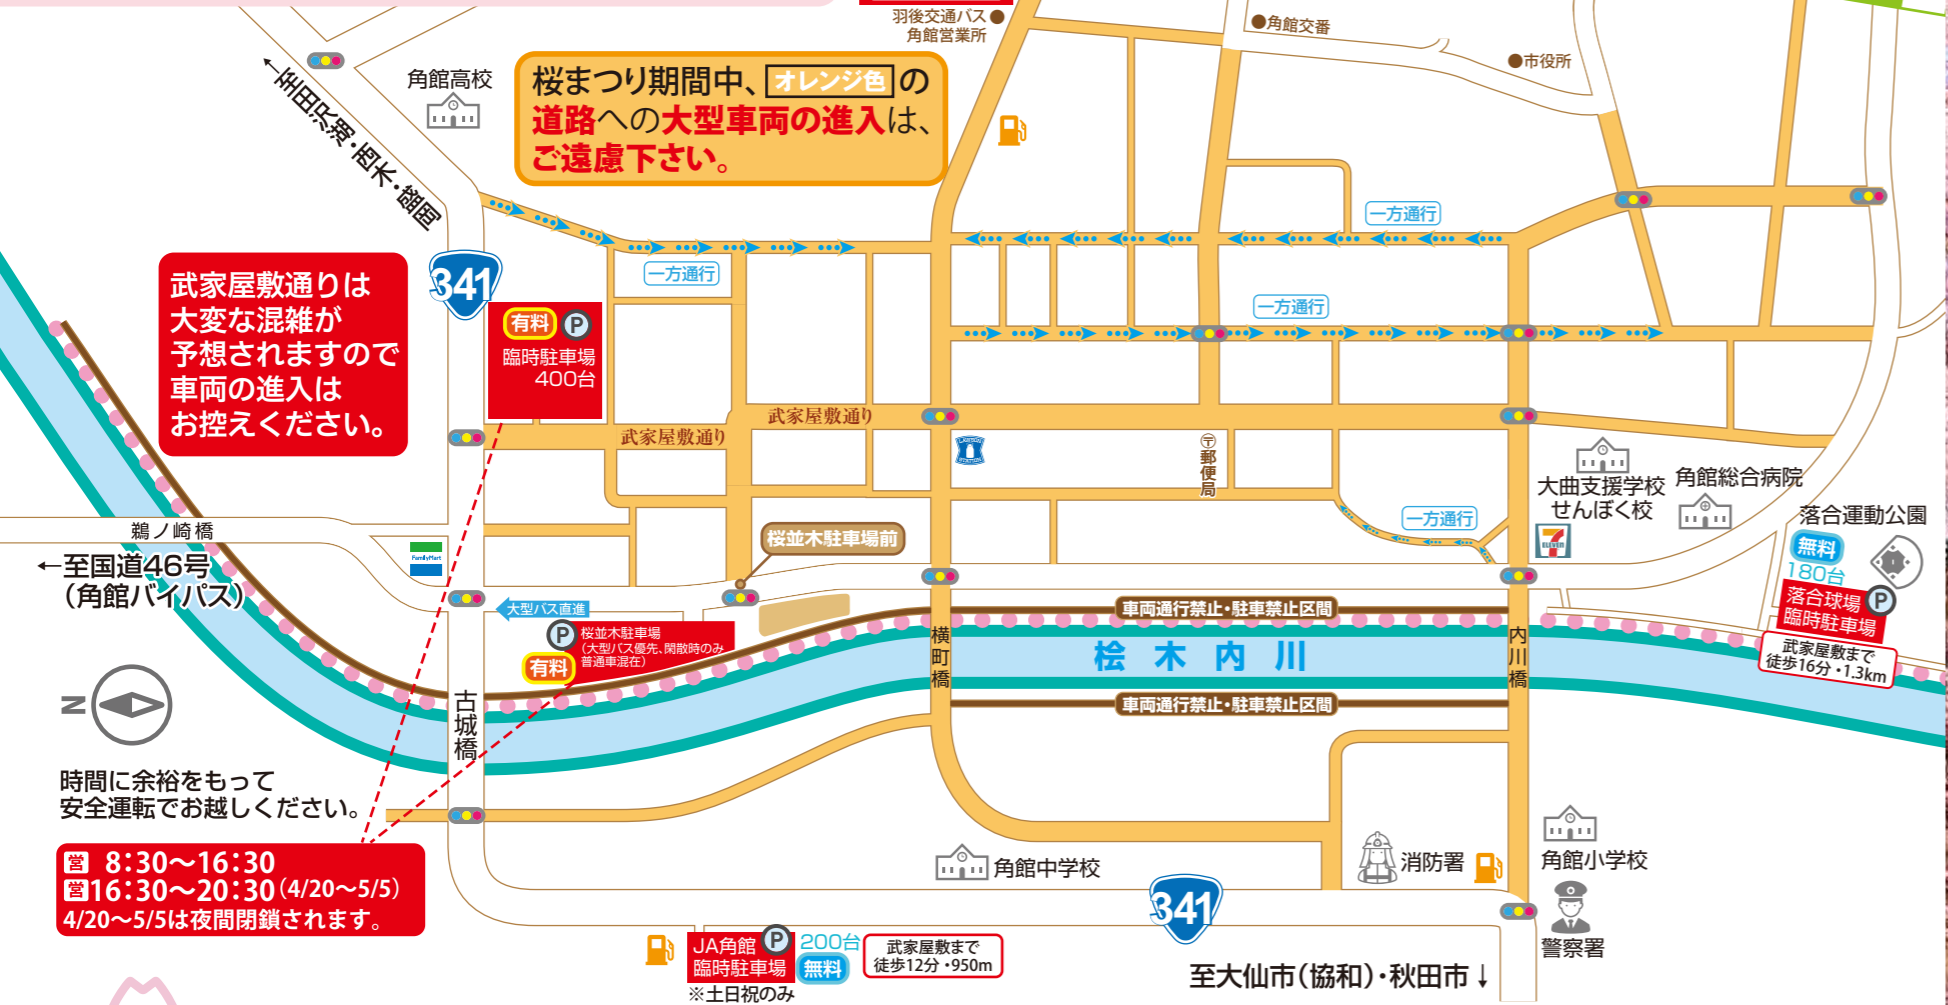 羽後交通バス
角館営業所
角館交番
市役所
角館高校
桜まつり期間中、オレンジ色の
道路への大型車両の進入は、
ご遠慮下さい。
↑至田沢湖・西木・盛岡
一方通行
一方通行
一方通行
341
武家屋敷通りは
大変な混雑が
予想されますので
車両の進入は
お控えください。
有料 P
臨時駐車場
400台
武家屋敷通り
武家屋敷通り
LAWSON
〒郵便局
大曲支援学校
せんぼく校
角館総合病院
一方通行
7
ELEVEN
落合運動公園
無料
180台
落合球場 P
臨時駐車場
武家屋敷まで
徒歩16分・1.3km
鵜ノ崎橋
←至国道46号
(角館バイパス)
FamilyMart
桜並木駐車場前
大型バス直進
P 桜並木駐車場
(大型バス優先、閑散時のみ
普通車混在)
有料
車両通行禁止・駐車禁止区間
横町橋
桧木内川
内川橋
車両通行禁止・駐車禁止区間
古城橋
N
時間に余裕をもって
安全運転でお越しください。
営 8:30〜16:30
営16:30〜20:30(4/20〜5/5)
4/20〜5/5は夜間閉鎖されます。
角館中学校
消防署
角館小学校
警察署
341
JA角館 P
臨時駐車場
200台
無料
武家屋敷まで
徒歩12分・950m
※土日祝のみ
至大仙市(協和)・秋田市↓